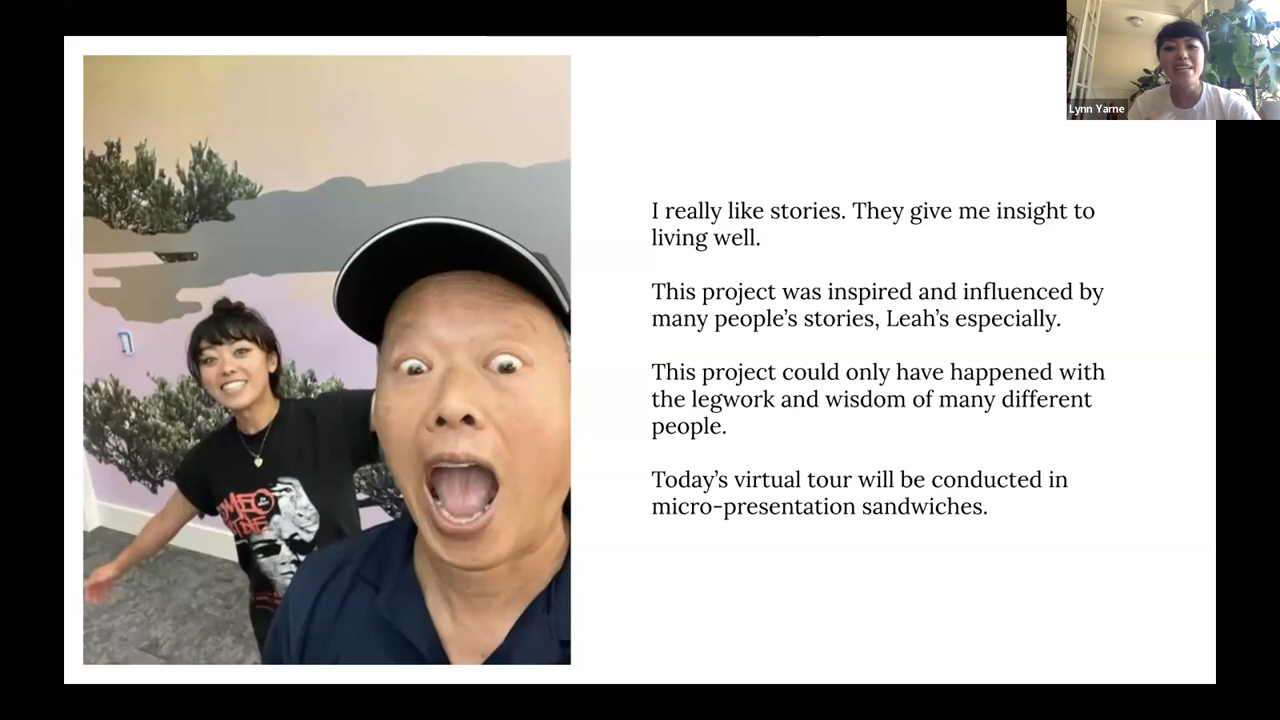 Lynn Yarne
I really like stories. They give me insight to
living well.
This project was inspired and influenced by
many people's stories, Leah's especially.
This project could only have happened with
the legwork and wisdom of many different
people.
Today's virtual tour will be conducted in
micro-presentation sandwiches.